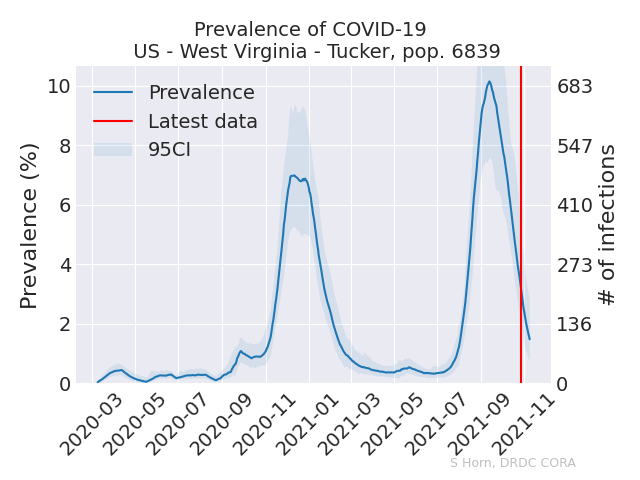 Prevalence of COVID-19
US - West Virginia - Tucker, pop. 6839
Prevalence
Latest data
95CI
Prevalence (%)
10
8
6
4
2
0
683
547
410
273
136
0
# of infections
2020-03
2020-05
2020-07
2020-09
2020-11
2021-01
2021-03
2021-05
2021-07
2021-09
2021-11
S Horn, DRDC CORA